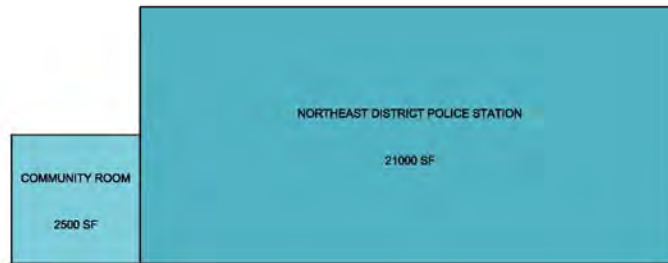 NORTHEAST DISTRICT POLICE STATION
21000 SF
COMMUNITY ROOM
2500 SF